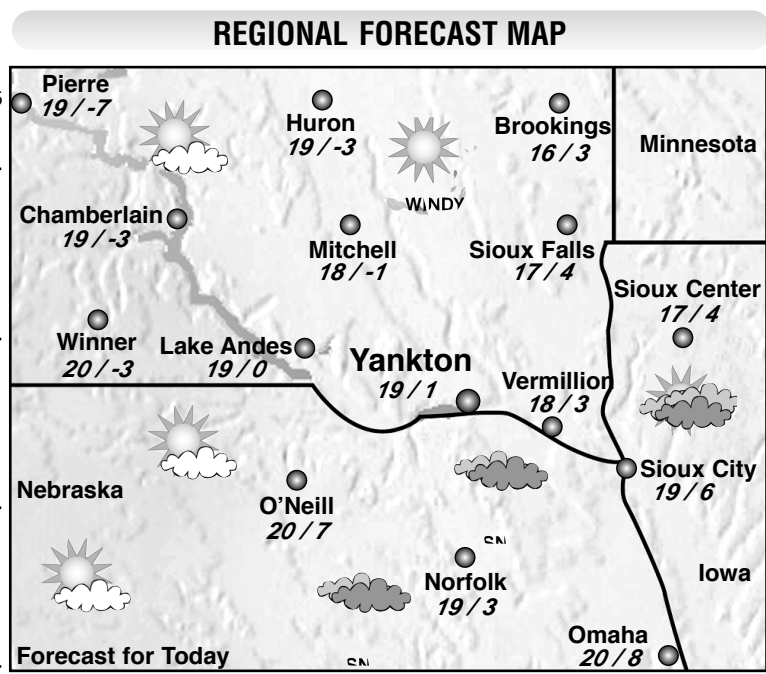 REGIONAL FORECAST MAP
Pierre
19 / -7
Huron
19 / -3
Brookings
16 / 3
Minnesota
WINDY
Chamberlain
19 / -3
Mitchell
18 / -1
Sioux Falls
17 / 4
Sioux Center
17 / 4
Winner
20 / -3
Lake Andes
19 / 0
Yankton
19 / 1
Vermillion
18 / 3
Sioux City
19 / 6
Nebraska
O'Neill
20 / 7
Norfolk
19 / 3
Iowa
Omaha
20 / 8
Forecast for Today